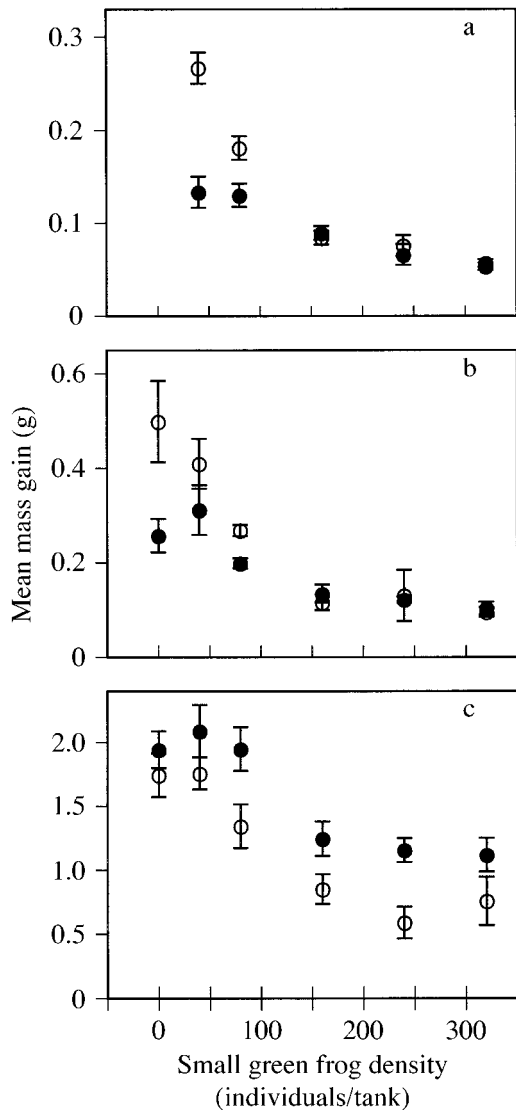 a
0.3
0.2
0.1
0
b
0.6
0.4
0.2
0
Mean mass gain (g)
c
2.0
1.5
1.0
0.5
0
0 100 200 300
Small green frog density
(individuals/tank)